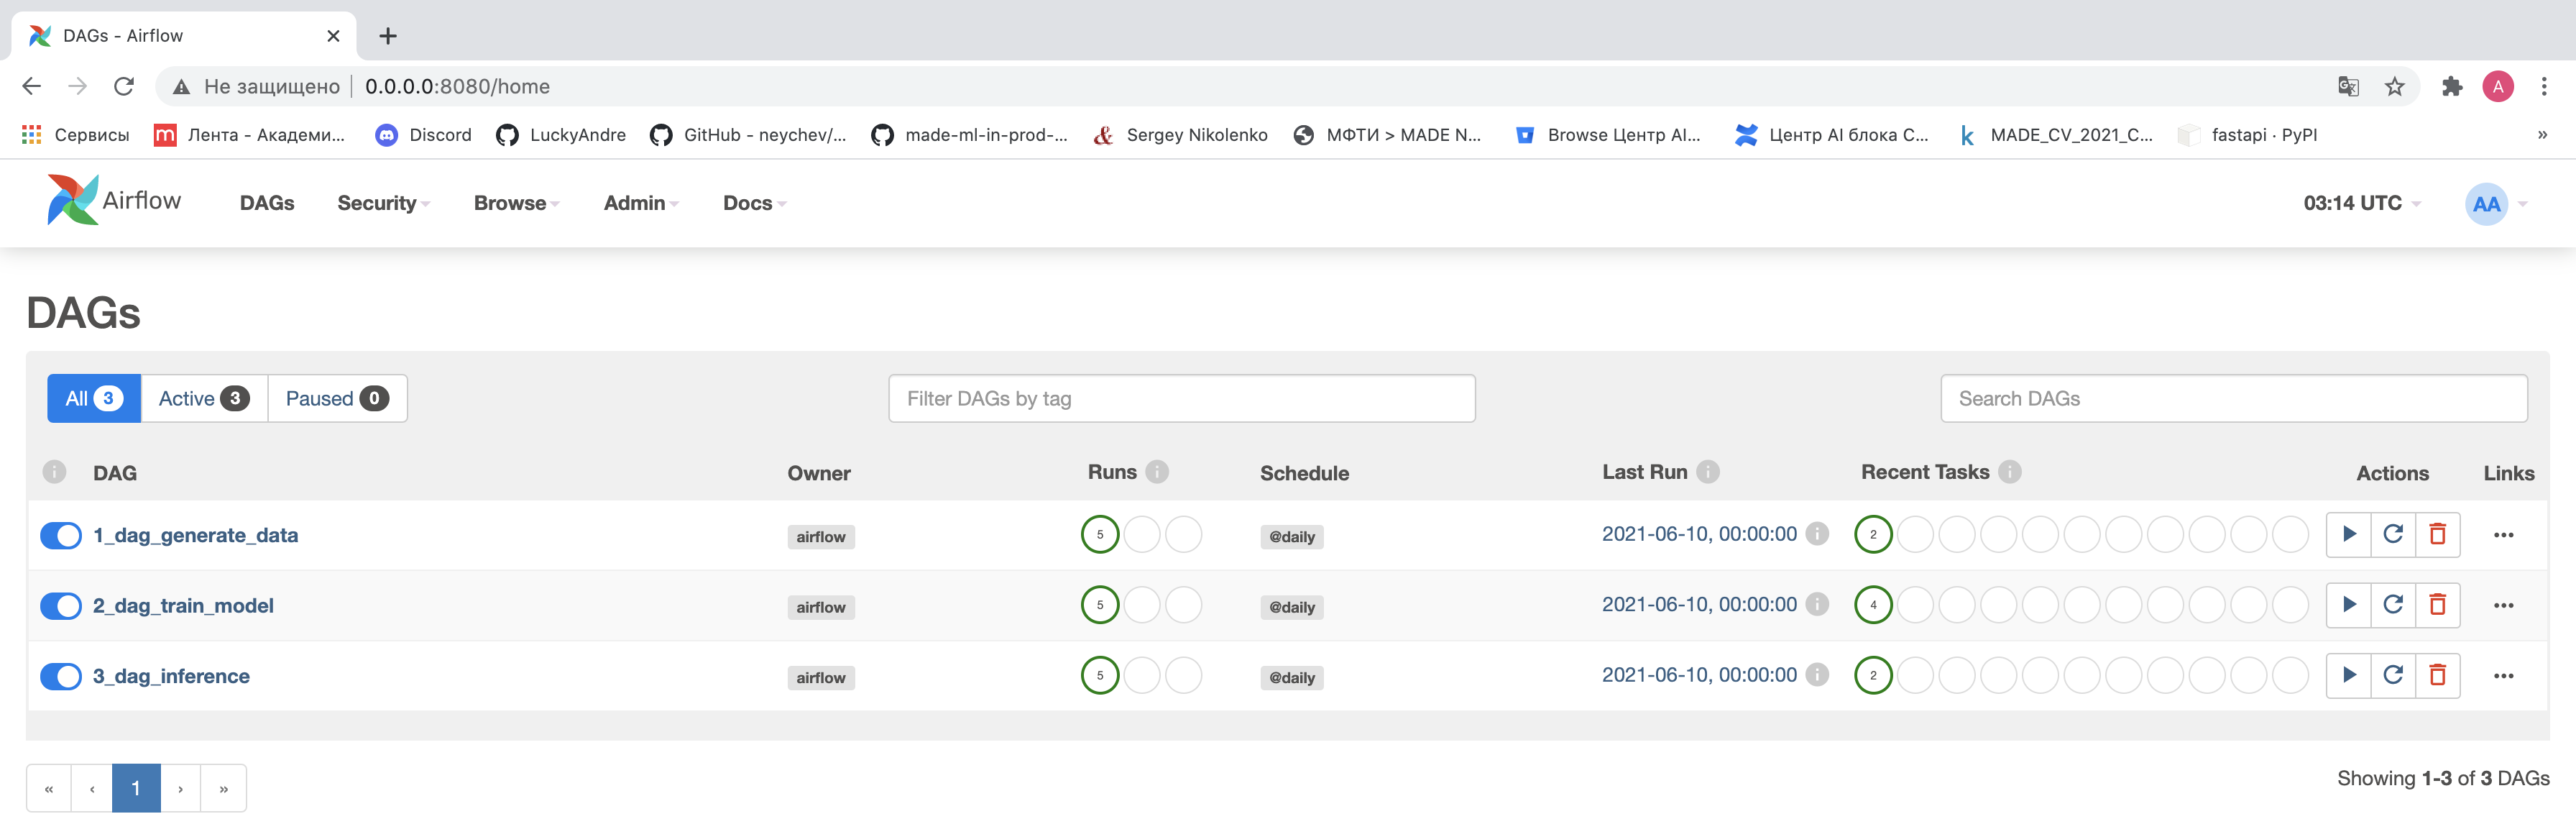 DAGs - Airflow
Не защищено 0.0.0.0:8080/home A
Сервисы Лента - Академи... Discord LuckyAndre GitHub - neychev/... made-ml-in-prod-... Sergey Nikolenko МФТИ > MADE N... Browse Центр AI... Центр AI блока С... MADE_CV_2021_C... fastapi · PyPI »
Airflow DAGs Security Browse Admin Docs 03:14 UTC AA
DAGs
All 3 Active 3 Paused 0 Filter DAGs by tag Search DAGs
DAG Owner Runs Schedule Last Run Recent Tasks Actions Links
1_dag_generate_data airflow 5 @daily 2021-06-10, 00:00:00 2
2_dag_train_model airflow 5 @daily 2021-06-10, 00:00:00 4
3_dag_inference airflow 5 @daily 2021-06-10, 00:00:00 2
« ‹ 1 › » Showing 1-3 of 3 DAGs